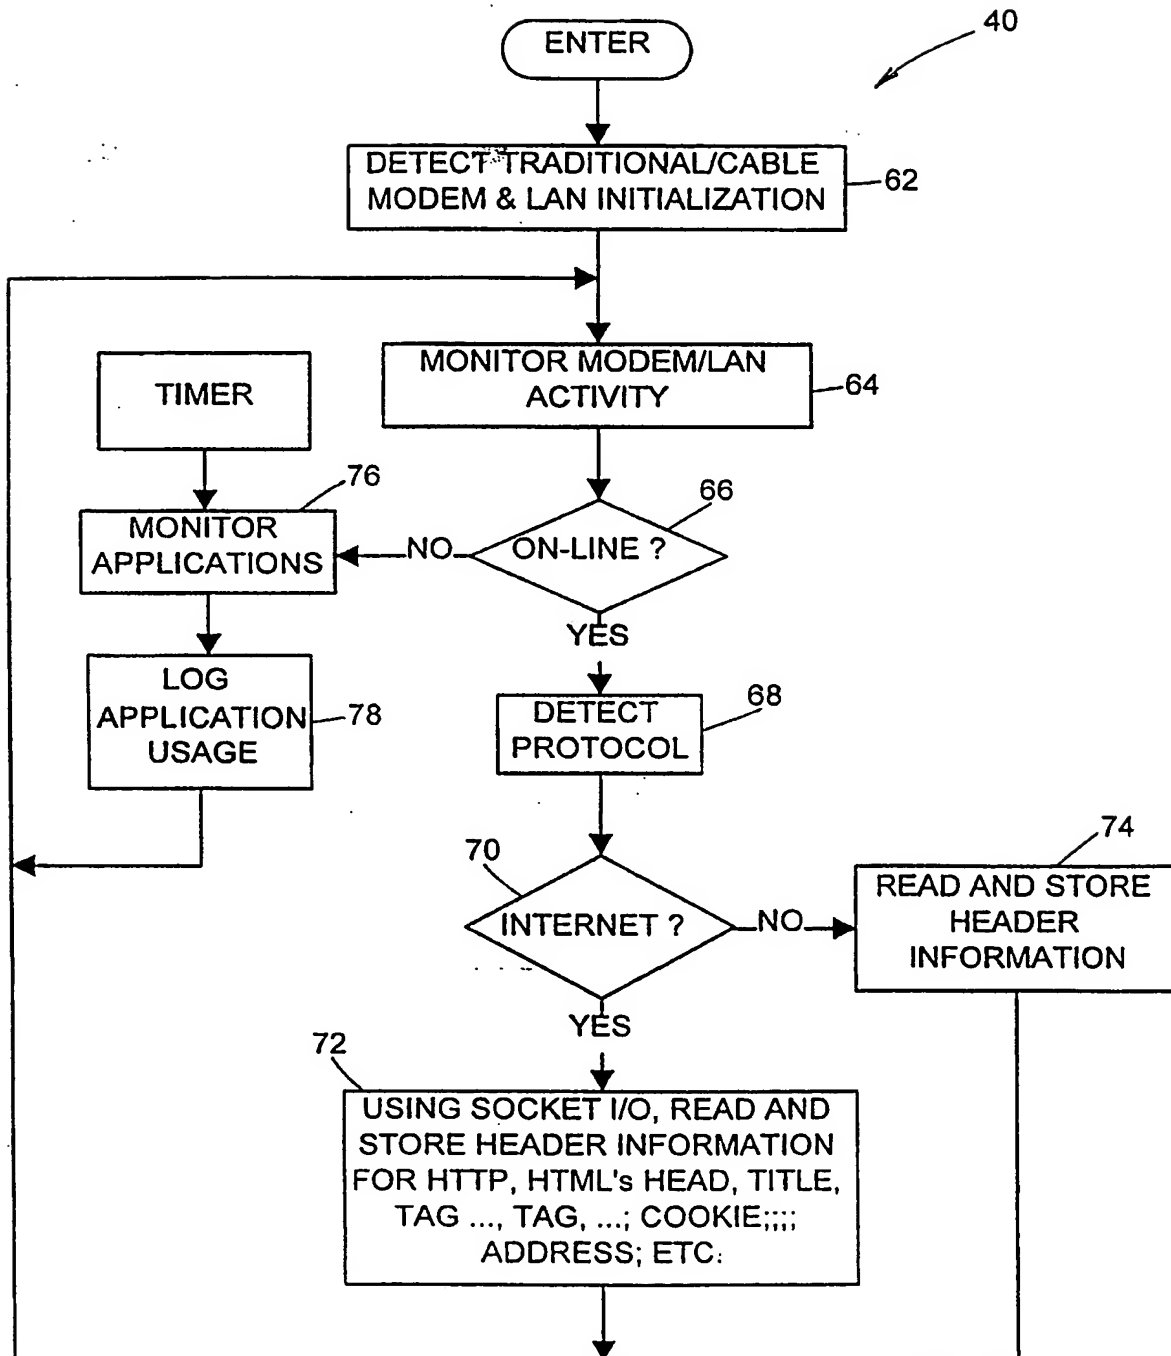 ENTER
40
DETECT TRADITIONAL/CABLE
MODEM & LAN INITIALIZATION
62
MONITOR MODEM/LAN
ACTIVITY
64
TIMER
76
MONITOR
APPLICATIONS
66
ON-LINE ?
NO
YES
LOG
APPLICATION
USAGE
78
DETECT
PROTOCOL
68
70
INTERNET ?
NO
74
READ AND STORE
HEADER
INFORMATION
YES
72
USING SOCKET I/O, READ AND
STORE HEADER INFORMATION
FOR HTTP, HTML's HEAD, TITLE,
TAG ..., TAG, ...; COOKIE;;;;
ADDRESS; ETC.